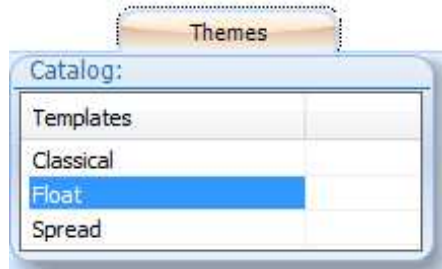 Themes
Catalog:
Templates
Classical
Float
Spread